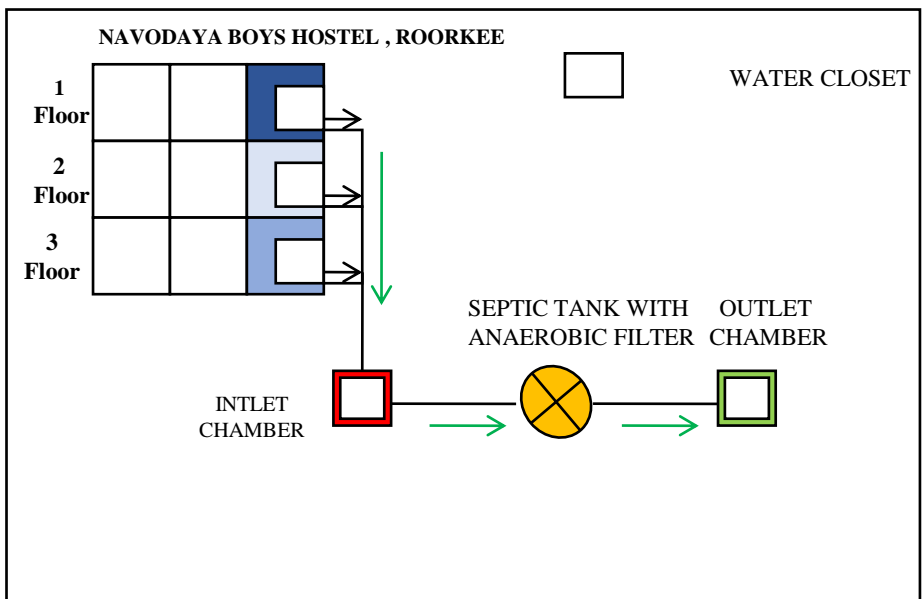 NAVODAYA BOYS HOSTEL , ROORKEE
WATER CLOSET
1
Floor
2
Floor
3
Floor
SEPTIC TANK WITH
ANAEROBIC FILTER
OUTLET
CHAMBER
INTLET
CHAMBER